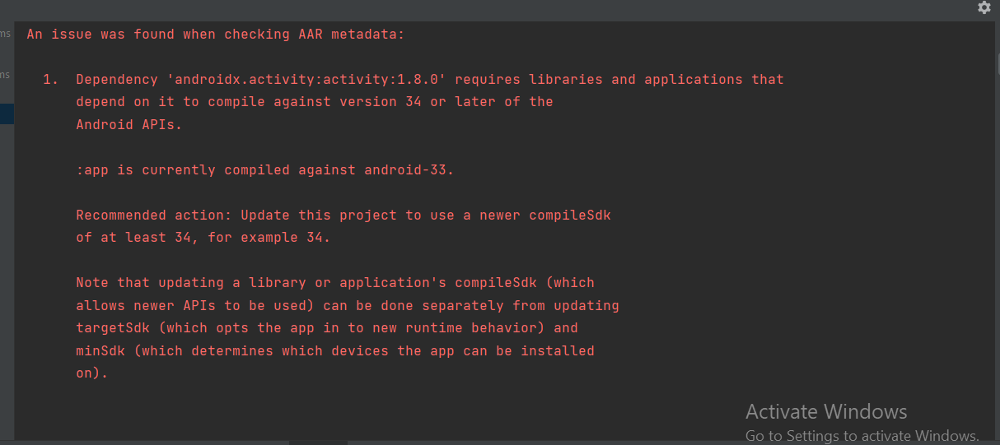 An issue was found when checking AAR metadata:
ms
1. Dependency 'androidx.activity:activity:1.8.0' requires libraries and applications that
ms
depend on it to compile against version 34 or later of the
Android APIs.
:app is currently compiled against android-33.
Recommended action: Update this project to use a newer compileSdk
of at least 34, for example 34.
Note that updating a library or application's compileSdk (which
allows newer APIs to be used) can be done separately from updating
targetSdk (which opts the app in to new runtime behavior) and
minSdk (which determines which devices the app can be installed
on).
Activate Windows
Go to Settings to activate Windows.